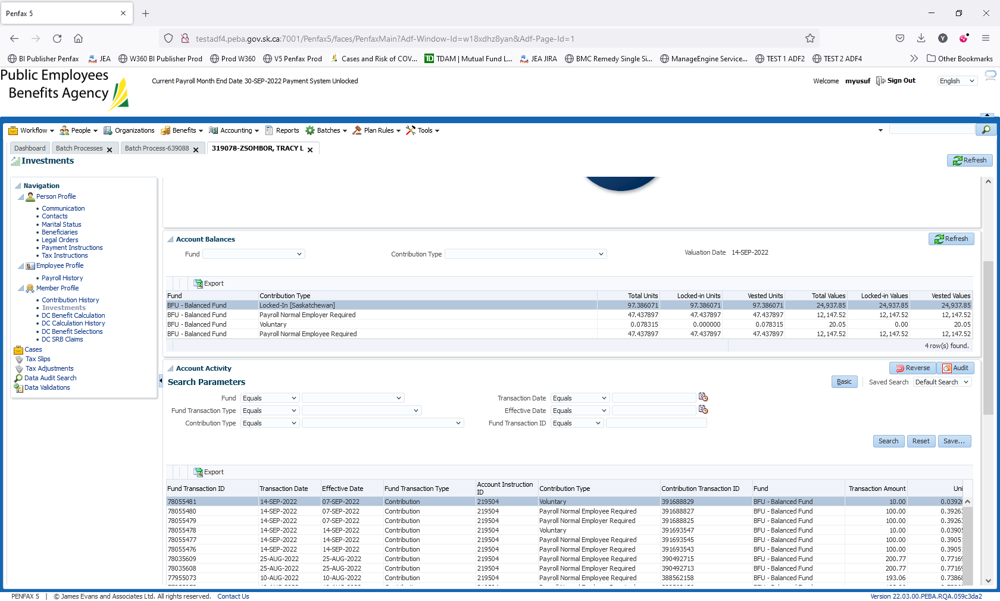 Penfax 5
testadf4.peba.gov.sk.ca:7001/Penfax5/faces/PenfaxMain?Adf-Window-Id=w18xdhz8yan&Adf-Page-Id=1
BI Publisher Penfax JEA W360 BI Publisher Prod Prod W360 V5 Penfax Prod Cases and Risk of COV... TDAM | Mutual Fund L... JEA JIRA BMC Remedy Single Si... ManageEngine Service... TEST 1 ADF2 TEST 2 ADF4 Other Bookmarks
Public Employees
Benefits Agency
Current Payroll Month End Date 30-SEP-2022 Payment System Unlocked
Welcome myusuf Sign Out English
Workflow People Organizations Benefits Accounting Reports Batches Plan Rules Tools
Dashboard Batch Processes Batch Process-639088 319078-ZSOMBOR, TRACY L
Investments Refresh
Navigation
Person Profile
Communication
Contacts
Marital Status
Beneficiaries
Legal Orders
Payment Instructions
Tax Instructions
Employee Profile
Payroll History
Member Profile
Contribution History
Investments
DC Benefit Calculation
DC Calculation History
DC Benefit Selections
DC SRB Claims
Cases
Tax Slips
Tax Adjustments
Data Audit Search
Data Validations
Account Balances Refresh
Fund Contribution Type Valuation Date 14-SEP-2022
Export
Fund Contribution Type Total Units Locked-in Units Vested Units Total Values Locked-in Values Vested Values
BFU - Balanced Fund Locked-In [Saskatchewan] 97.386071 97.386071 97.386071 24,937.85 24,937.85 24,937.85
BFU - Balanced Fund Payroll Normal Employer Required 47.437897 47.437897 47.437897 12,147.52 12,147.52 12,147.52
BFU - Balanced Fund Voluntary 0.078315 0.000000 0.078315 20.05 0.00 20.05
BFU - Balanced Fund Payroll Normal Employee Required 47.437897 47.437897 47.437897 12,147.52 12,147.52 12,147.52
4 row(s) found.
Account Activity Reverse Audit
Search Parameters Basic Saved Search Default Search
Fund Equals Transaction Date Equals
Fund Transaction Type Equals Effective Date Equals
Contribution Type Equals Fund Transaction ID Equals
Search Reset Save...
Export
Fund Transaction ID Transaction Date Effective Date Fund Transaction Type Account Instruction ID Contribution Type Contribution Transaction ID Fund Transaction Amount Uni
78055481 14-SEP-2022 07-SEP-2022 Contribution 219504 Voluntary 391688829 BFU - Balanced Fund 10.00 0.0392
78055480 14-SEP-2022 07-SEP-2022 Contribution 219504 Payroll Normal Employee Required 391688827 BFU - Balanced Fund 100.00 0.3926
78055479 14-SEP-2022 07-SEP-2022 Contribution 219504 Payroll Normal Employer Required 391688825 BFU - Balanced Fund 100.00 0.3926
78055478 14-SEP-2022 14-SEP-2022 Contribution 219504 Voluntary 391693547 BFU - Balanced Fund 10.00 0.0390
78055477 14-SEP-2022 14-SEP-2022 Contribution 219504 Payroll Normal Employee Required 391693545 BFU - Balanced Fund 100.00 0.3905
78055476 14-SEP-2022 14-SEP-2022 Contribution 219504 Payroll Normal Employer Required 391693543 BFU - Balanced Fund 100.00 0.3905
78035609 25-AUG-2022 25-AUG-2022 Contribution 219504 Payroll Normal Employee Required 390492715 BFU - Balanced Fund 200.77 0.7716
78035608 25-AUG-2022 25-AUG-2022 Contribution 219504 Payroll Normal Employer Required 390492713 BFU - Balanced Fund 200.77 0.7716
77955073 10-AUG-2022 10-AUG-2022 Contribution 219504 Payroll Normal Employee Required 388562158 BFU - Balanced Fund 193.06 0.7386
PENFAX 5 | © James Evans and Associates Ltd. All rights reserved. Contact Us Version 22.03.00.PEBA.RQA.059c3da2